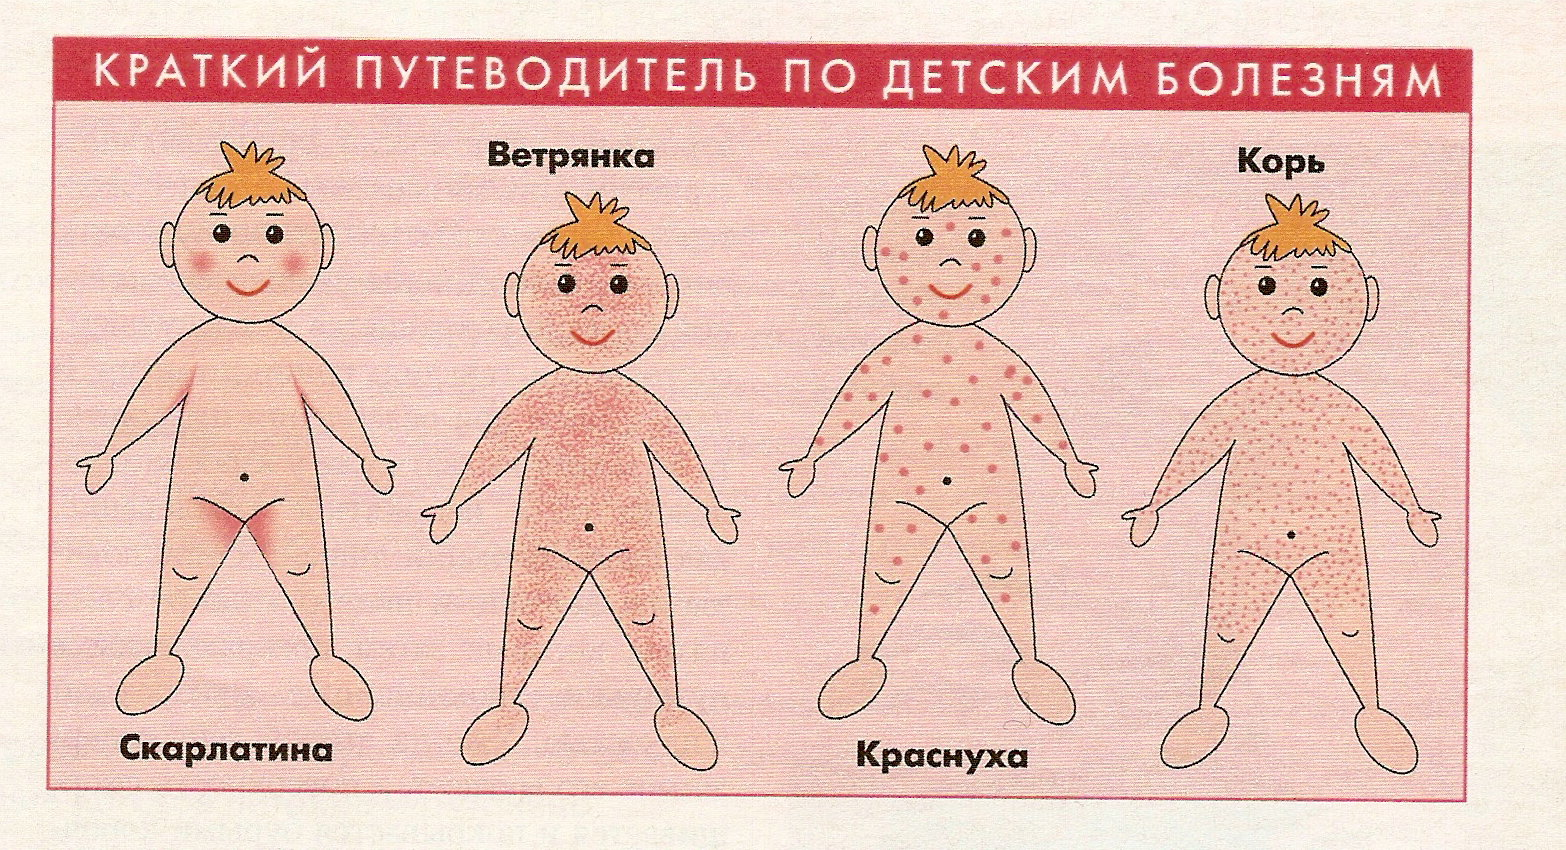 КРАТКИЙ ПУТЕВОДИТЕЛЬ ПО ДЕТСКИМ БОЛЕЗНЯМ
Ветрянка
Корь
Скарлатина
Краснуха